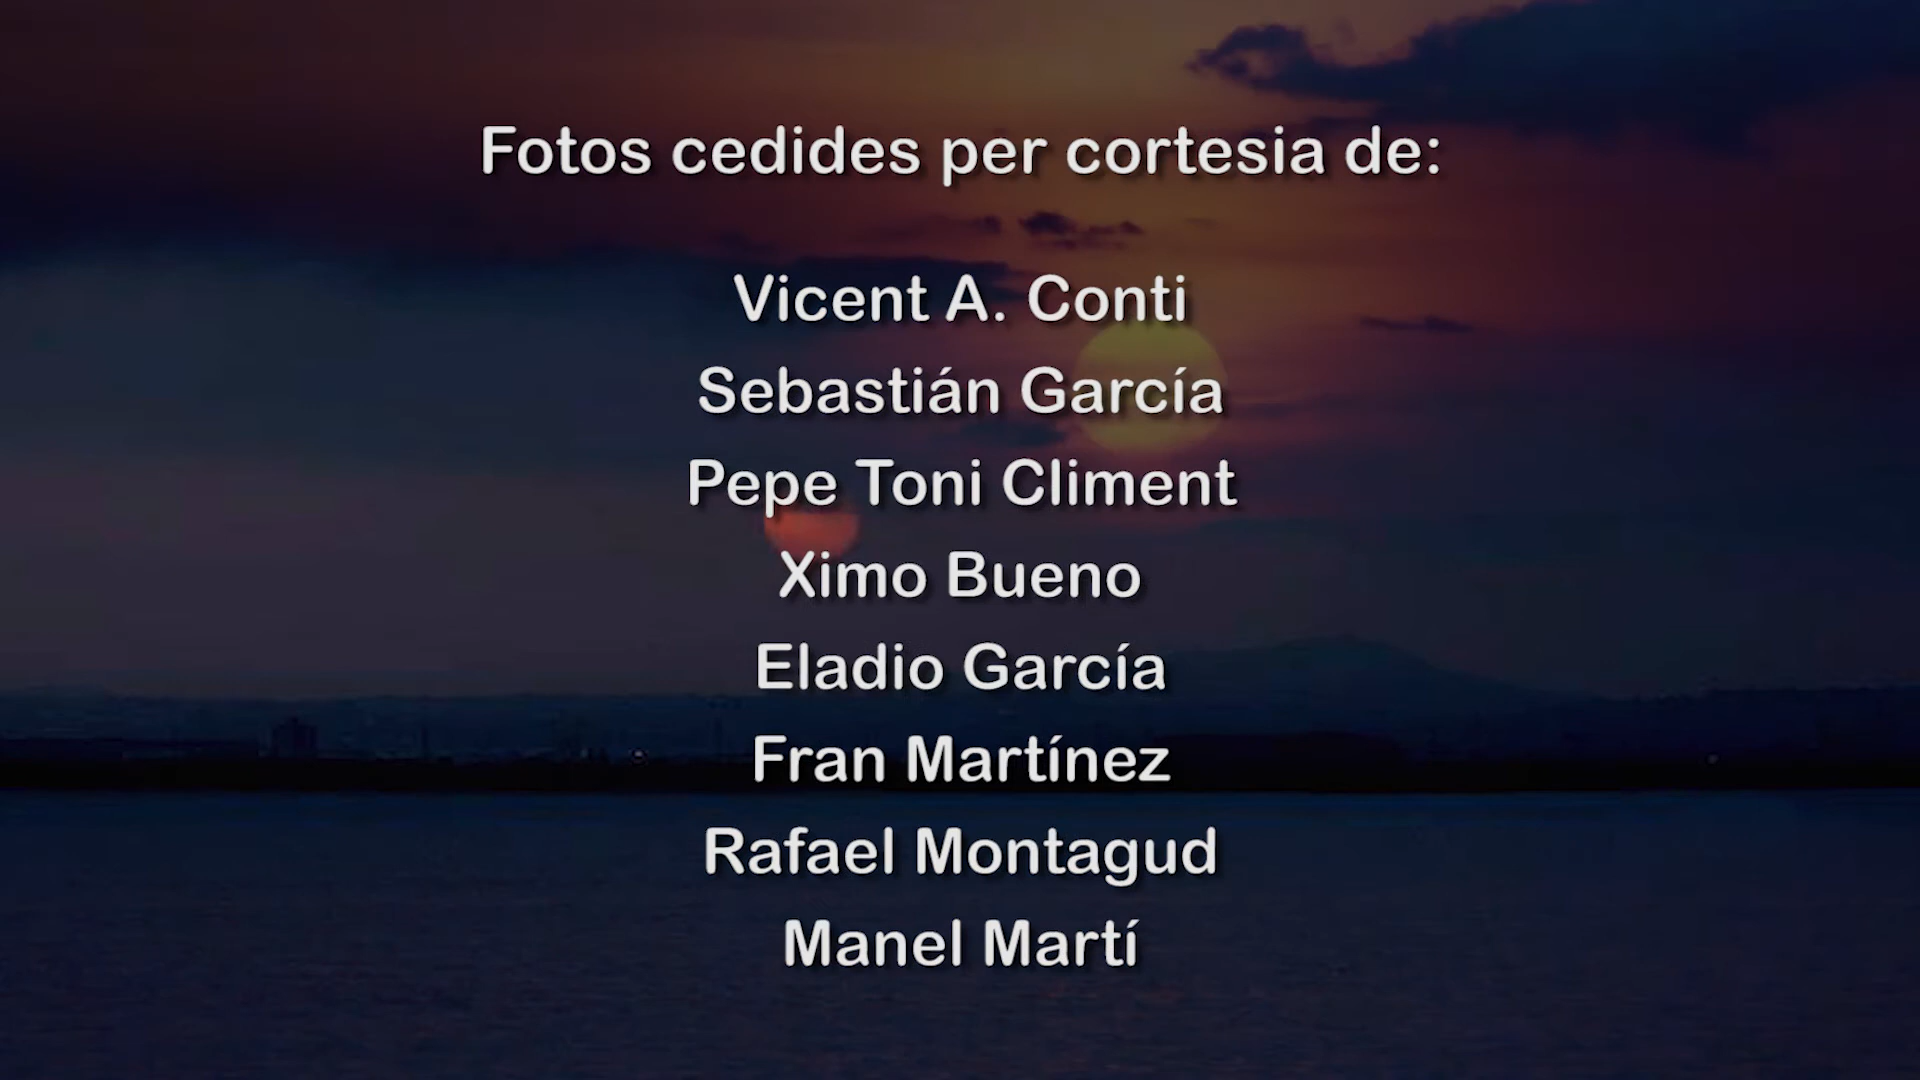 Fotos cedides per cortesia de:
Vicent A. Conti
Sebastián García
Pepe Toni Climent
Ximo Bueno
Eladio García
Fran Martínez
Rafael Montagud
Manel Martí